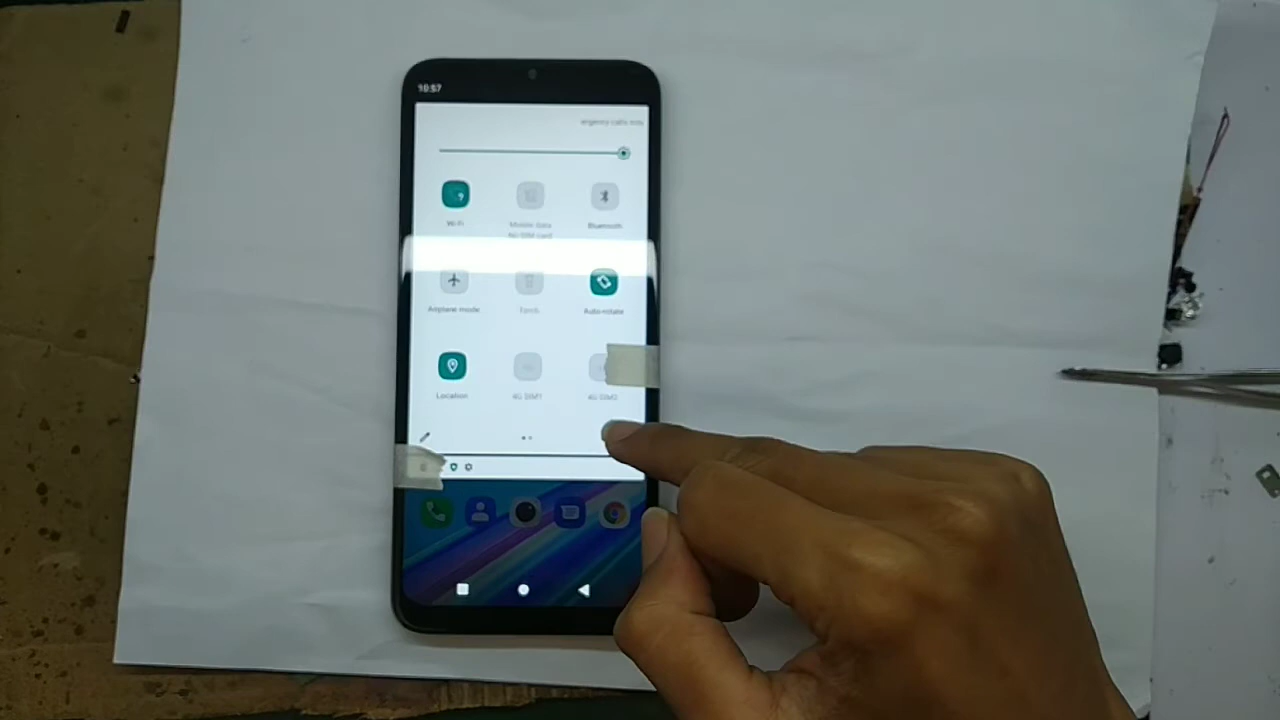 10:57
Wi-Fi
Mobile data
Bluetooth
No SIM card
Airplane mode
Torch
Auto-rotate
Location
4G SIM1
4G SIM2